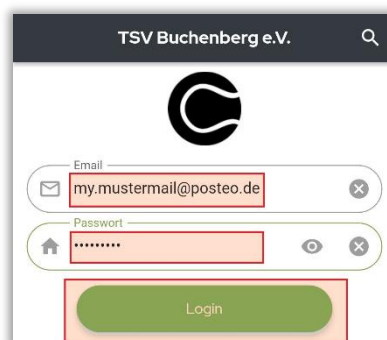 TSV Buchenberg e.V.
Email
my.mustermail@posteo.de
Passwort
•••••••••
Login